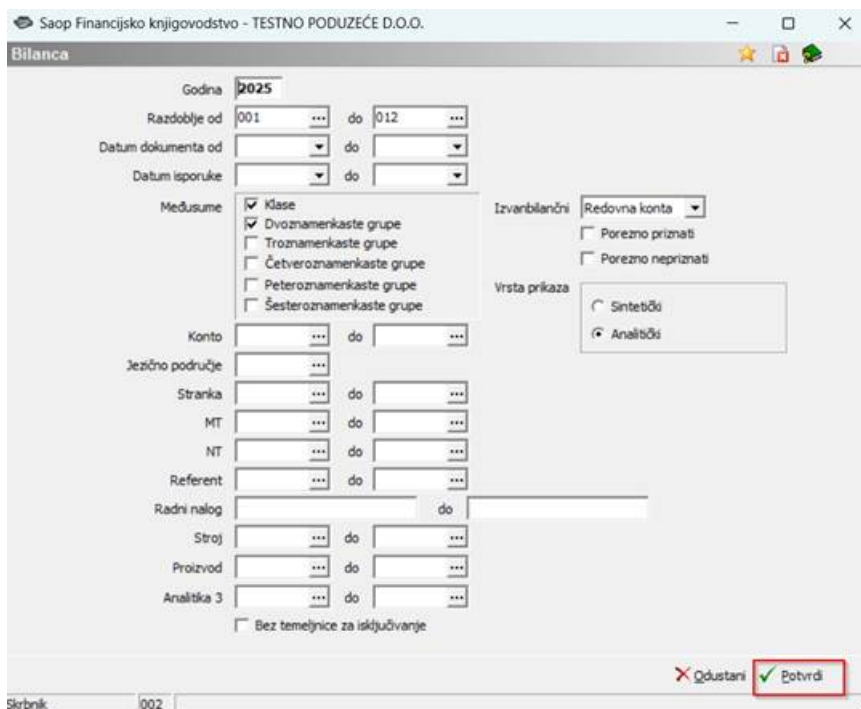 Saop Financijsko knjigovodstvo - TESTNO PODUZEĆE D.O.O.
Bilanca
Godina 2025
Razdoblje od 001 ... do 012 ...
Datum dokumenta od do
Datum isporuke do
Međusume Klase
Dvoznamenkaste grupe
Troznamenkaste grupe
Četveroznamenkaste grupe
Peteroznamenkaste grupe
Šesteroznamenkaste grupe
Izvanbilančni Redovna konta
Porezno priznati
Porezno nepriznati
Vrsta prikaza
Sintetički
Analitički
Konto ... do ...
Jezično područje ...
Stranka ... do ...
MT ... do ...
NT ... do ...
Referent ... do ...
Radni nalog do
Stroj ... do ...
Proizvod ... do ...
Analitika 3 ... do ...
Bez temeljnice za isključivanje
Odustani Potvrdi
Skrbnik 002